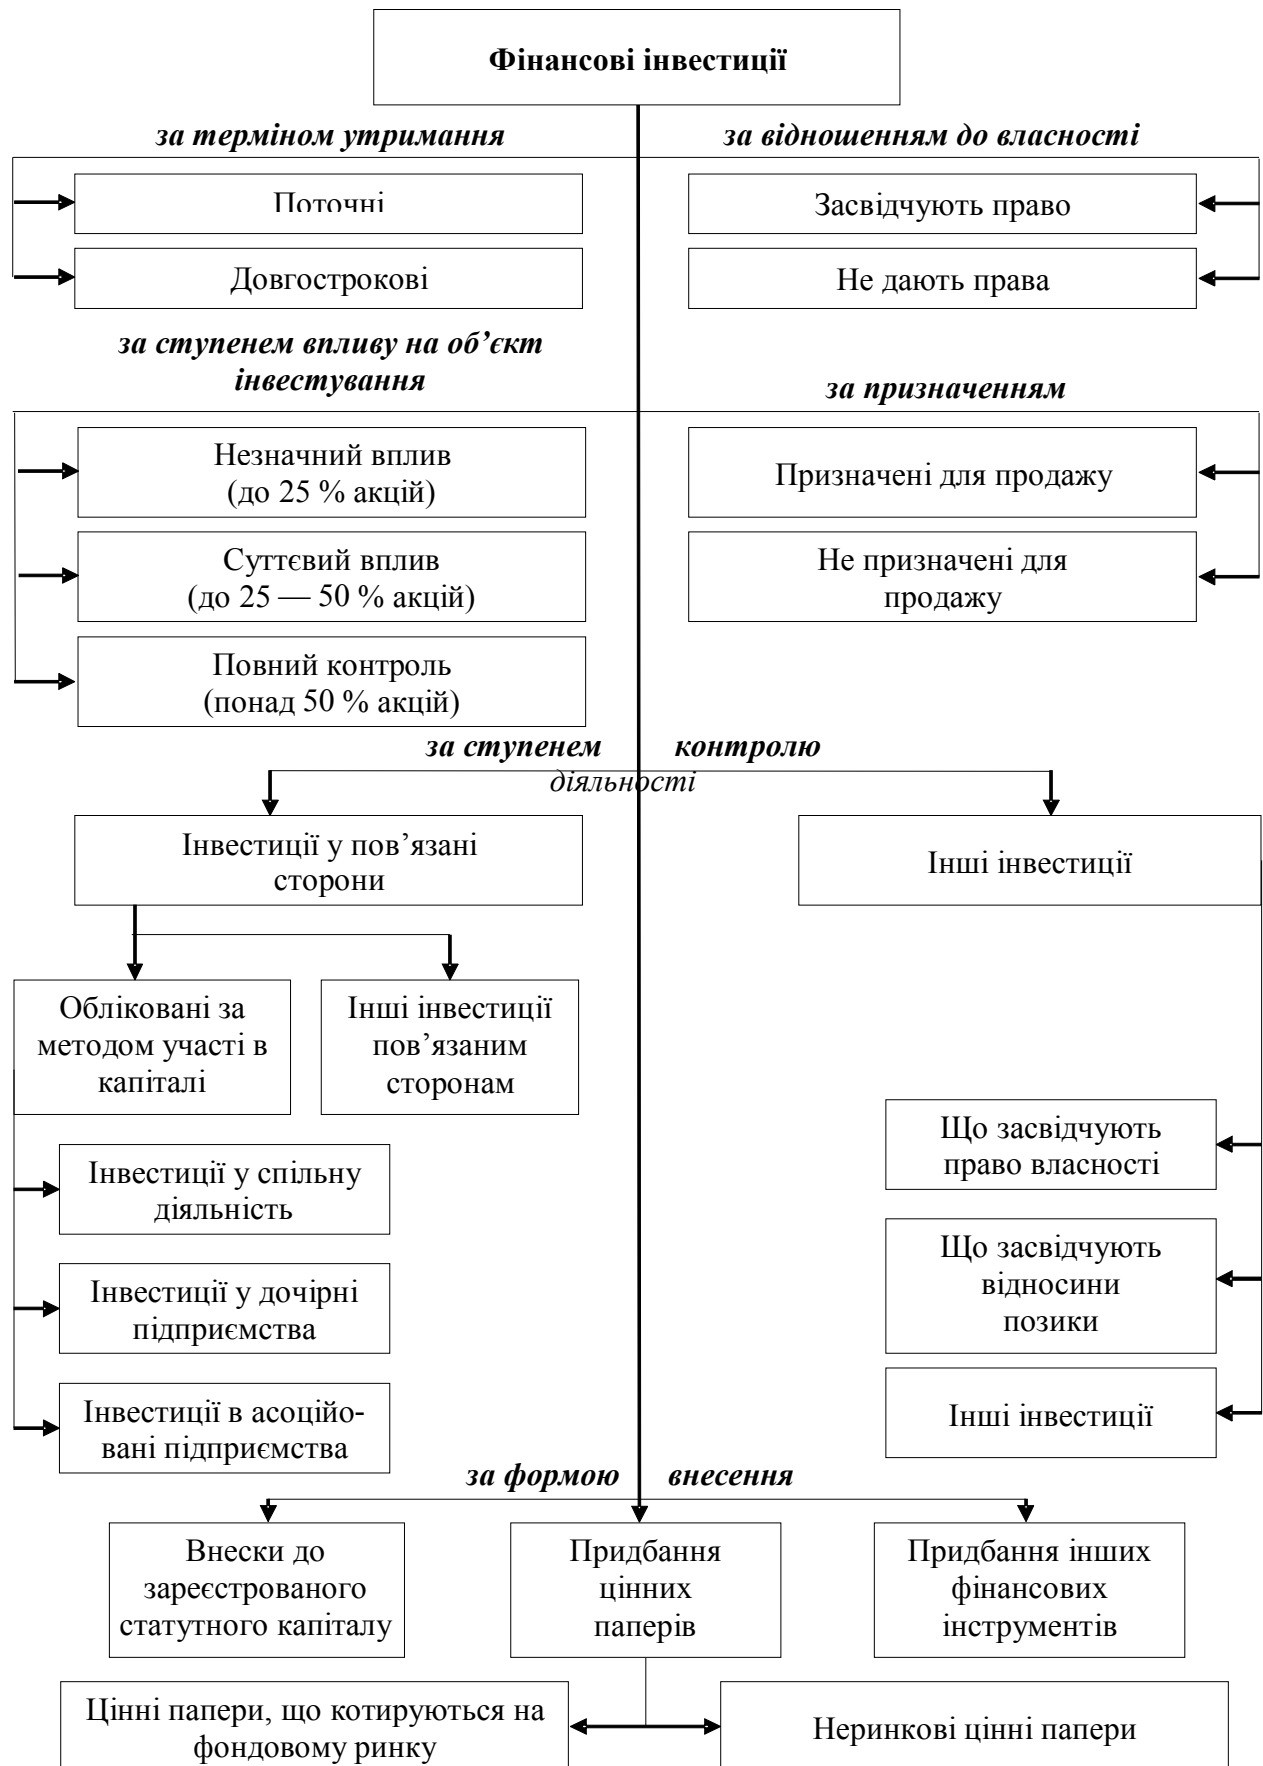 Фінансові інвестиції
за терміном утримання
Поточні
Довгострокові
за відношенням до власності
Засвідчують право
Не дають права
за ступенем впливу на об’єкт
інвестування
Незначний вплив
(до 25 % акцій)
Суттєвий вплив
(до 25 — 50 % акцій)
Повний контроль
(понад 50 % акцій)
за призначенням
Призначені для продажу
Не призначені для
продажу
за ступенем контролю
діяльності
Інвестиції у пов’язані
сторони
Інші інвестиції
Обліковані за
методом участі в
капіталі
Інші інвестиції
пов’язаним
сторонам
Інвестиції у спільну
діяльність
Інвестиції у дочірні
підприємства
Інвестиції в асоційо-
вані підприємства
Що засвідчують
право власності
Що засвідчують
відносини
позики
Інші інвестиції
за формою внесення
Внески до
зареєстрованого
статутного капіталу
Придбання
цінних
паперів
Придбання інших
фінансових
інструментів
Цінні папери, що котируються на
фондовому ринку
Неринкові цінні папери